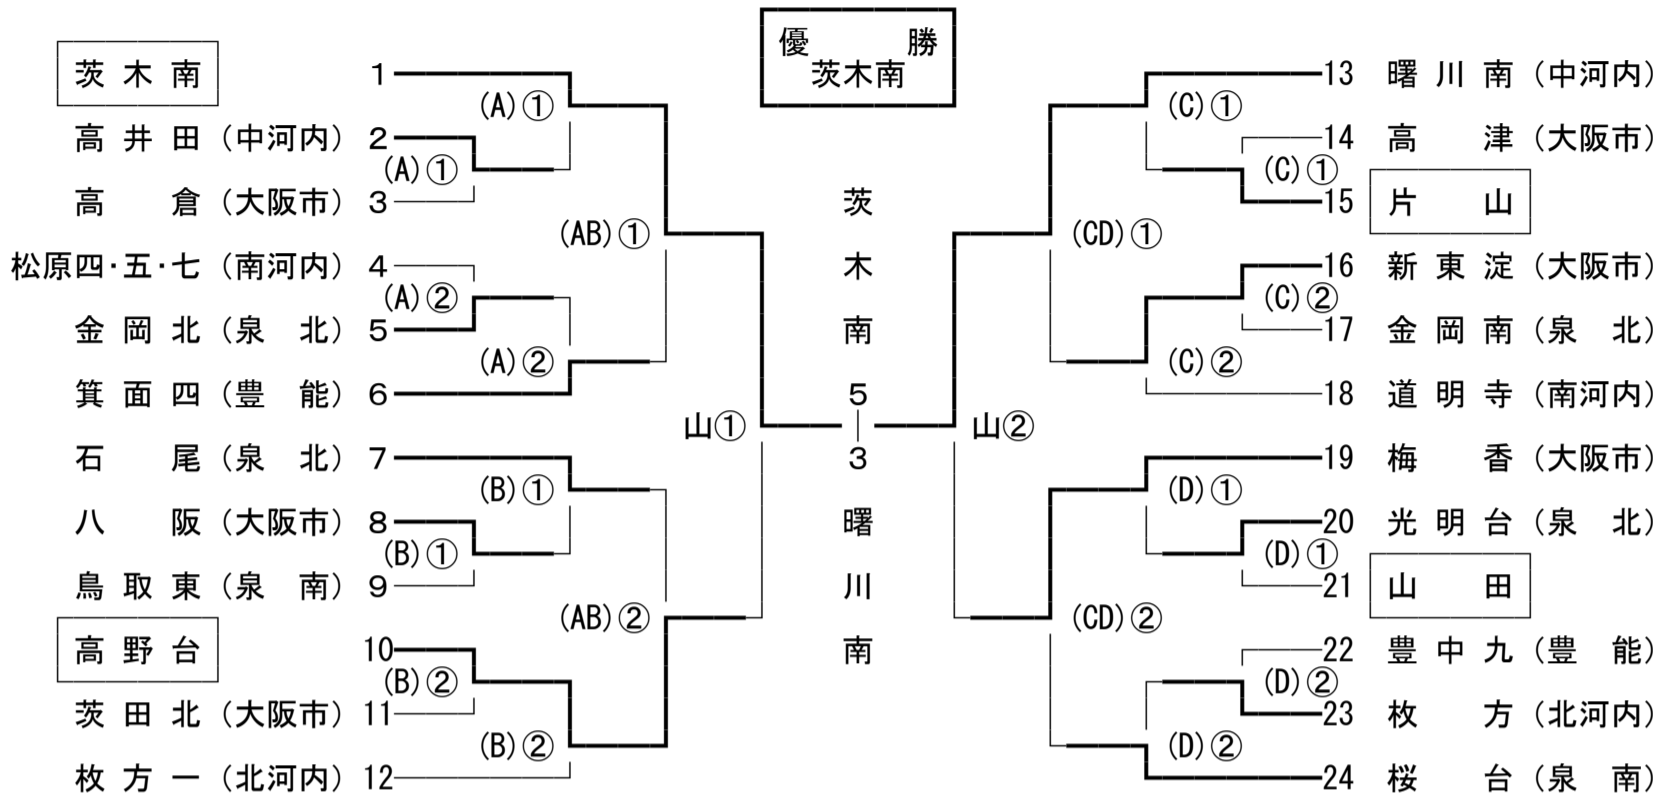 優　　　勝
茨木南
茨 木 南 1
(A)①
高 井 田 (中河内) 2
(A)①
高　　倉 (大阪市) 3
(AB)①
松原四・五・七 (南河内) 4
(A)②
金 岡 北 (泉　北) 5
(A)②
箕 面 四 (豊　能) 6
山①
石　　尾 (泉　北) 7
(B)①
八　　阪 (大阪市) 8
(B)①
鳥 取 東 (泉　南) 9
(AB)②
高 野 台 10
(B)②
茨 田 北 (大阪市) 11
(B)②
枚 方 一 (北河内) 12
茨
木
南
5
|
3
曙
川
南
13 曙 川 南 (中河内)
(C)①
14 高　　津 (大阪市)
(C)①
15 片　　山
(CD)①
16 新 東 淀 (大阪市)
(C)②
17 金 岡 南 (泉　北)
(C)②
18 道 明 寺 (南河内)
山②
19 梅　　香 (大阪市)
(D)①
20 光 明 台 (泉　北)
(D)①
21 山　　田
(CD)②
22 豊 中 九 (豊　能)
(D)②
23 枚　　方 (北河内)
(D)②
24 桜　　台 (泉　南)